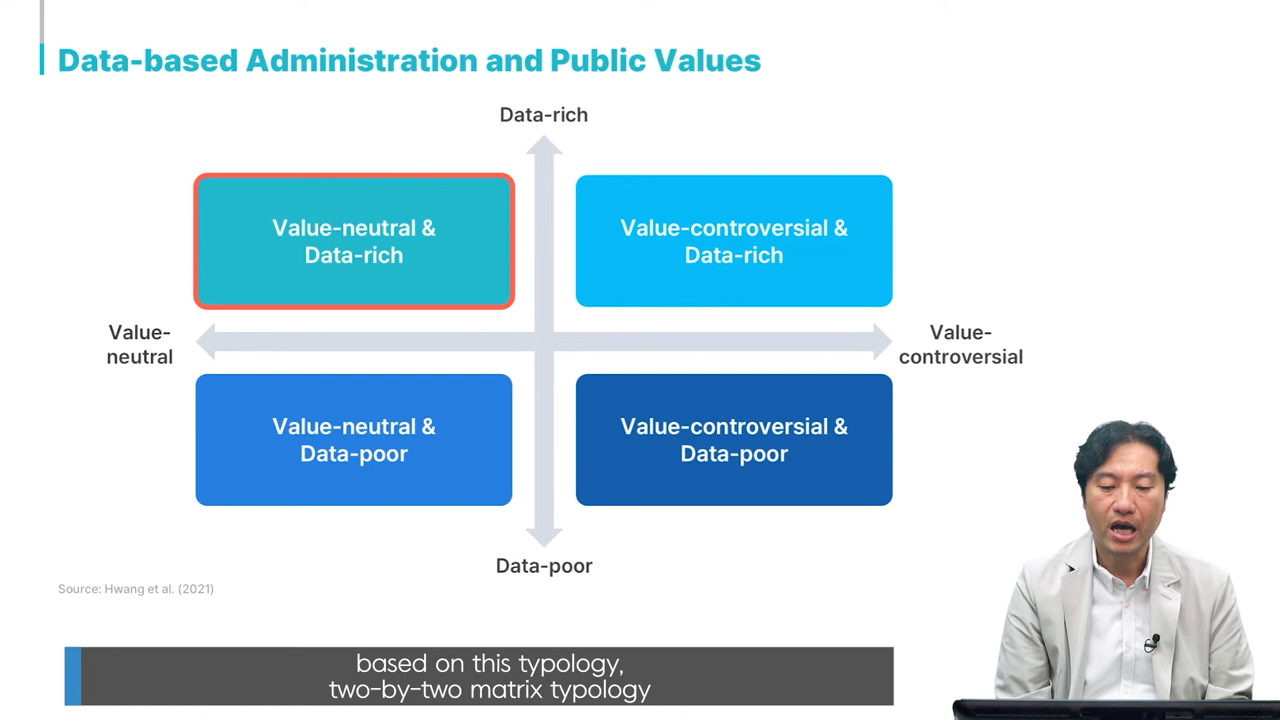 Data-based Administration and Public Values
Data-rich
Value-neutral &
Data-rich
Value-controversial &
Data-rich
Value-
neutral
Value-
controversial
Value-neutral &
Data-poor
Value-controversial &
Data-poor
Data-poor
Source: Hwang et al. (2021)
based on this typology,
two-by-two matrix typology